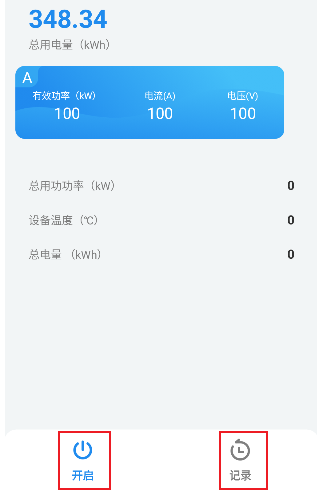 348.34
总用电量（kWh）
A
有效功率（kW） 电流(A) 电压(V)
100 100 100
总用功功率（kW） 0
设备温度（℃） 0
总电量 （kWh） 0
开启 记录